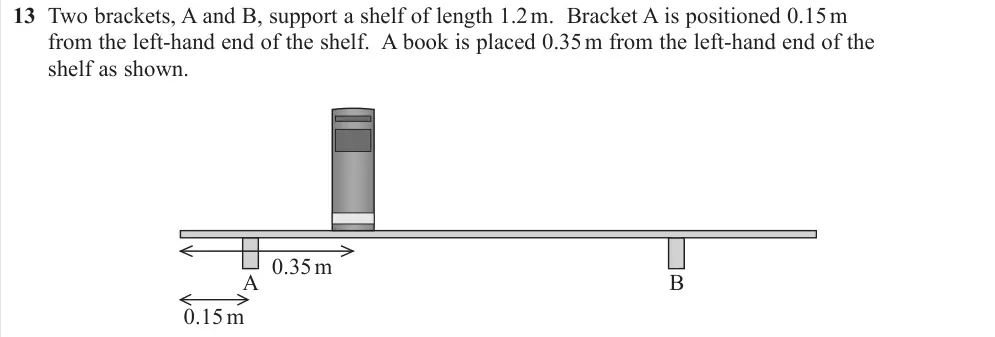 13 Two brackets, A and B, support a shelf of length 1.2 m. Bracket A is positioned 0.15 m
from the left-hand end of the shelf. A book is placed 0.35 m from the left-hand end of the
shelf as shown.
0.35 m
A
B
0.15 m